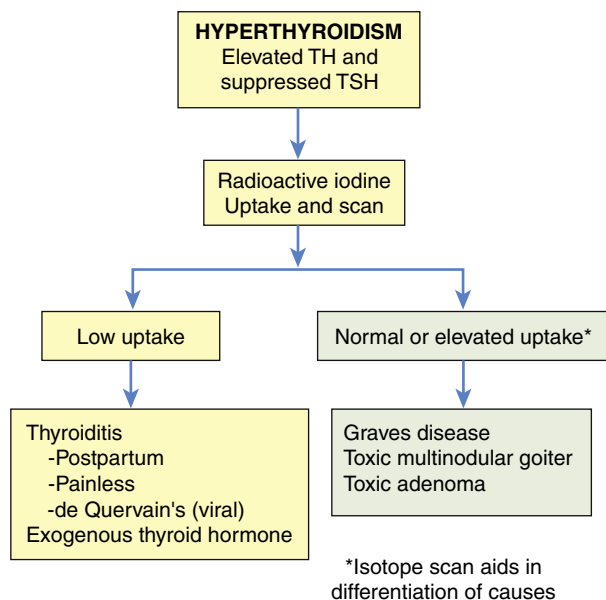 HYPERTHYROIDISM
Elevated TH and
suppressed TSH
Radioactive iodine
Uptake and scan
Low uptake
Normal or elevated uptake*
Thyroiditis
-Postpartum
-Painless
-de Quervain's (viral)
Exogenous thyroid hormone
Graves disease
Toxic multinodular goiter
Toxic adenoma
*Isotope scan aids in
differentiation of causes